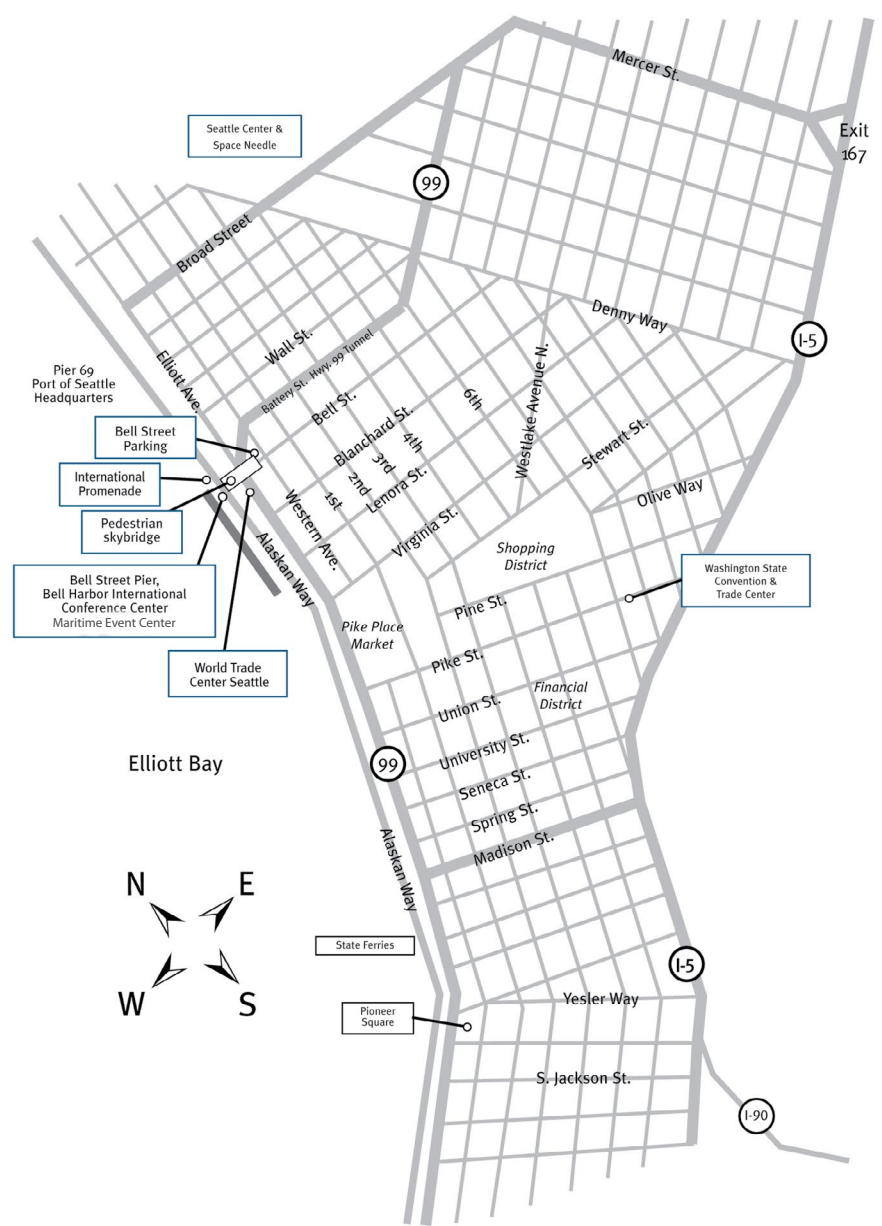 Mercer St.
Exit
167
Seattle Center &
Space Needle
99
Broad Street
Denny Way
I-5
Wall St.
Battery St. Hwy. 99 Tunnel
Elliott Ave.
Pier 69
Port of Seattle
Headquarters
Westlake Avenue N.
6th
Bell St.
Blanchard St.
4th
3rd
2nd
1st
Lenora St.
Stewart St.
Bell Street
Parking
International
Promenade
Pedestrian
skybridge
Western Ave.
Virginia St.
Olive Way
Alaskan Way
Shopping
District
Bell Street Pier,
Bell Harbor International
Conference Center
Maritime Event Center
Washington State
Convention &
Trade Center
Pine St.
Pike Place
Market
Pike St.
World Trade
Center Seattle
Financial
District
Union St.
University St.
Elliott Bay
99
Seneca St.
Spring St.
Madison St.
Alaskan Way
N
E
W
S
State Ferries
I-5
Yesler Way
Pioneer
Square
S. Jackson St.
I-90